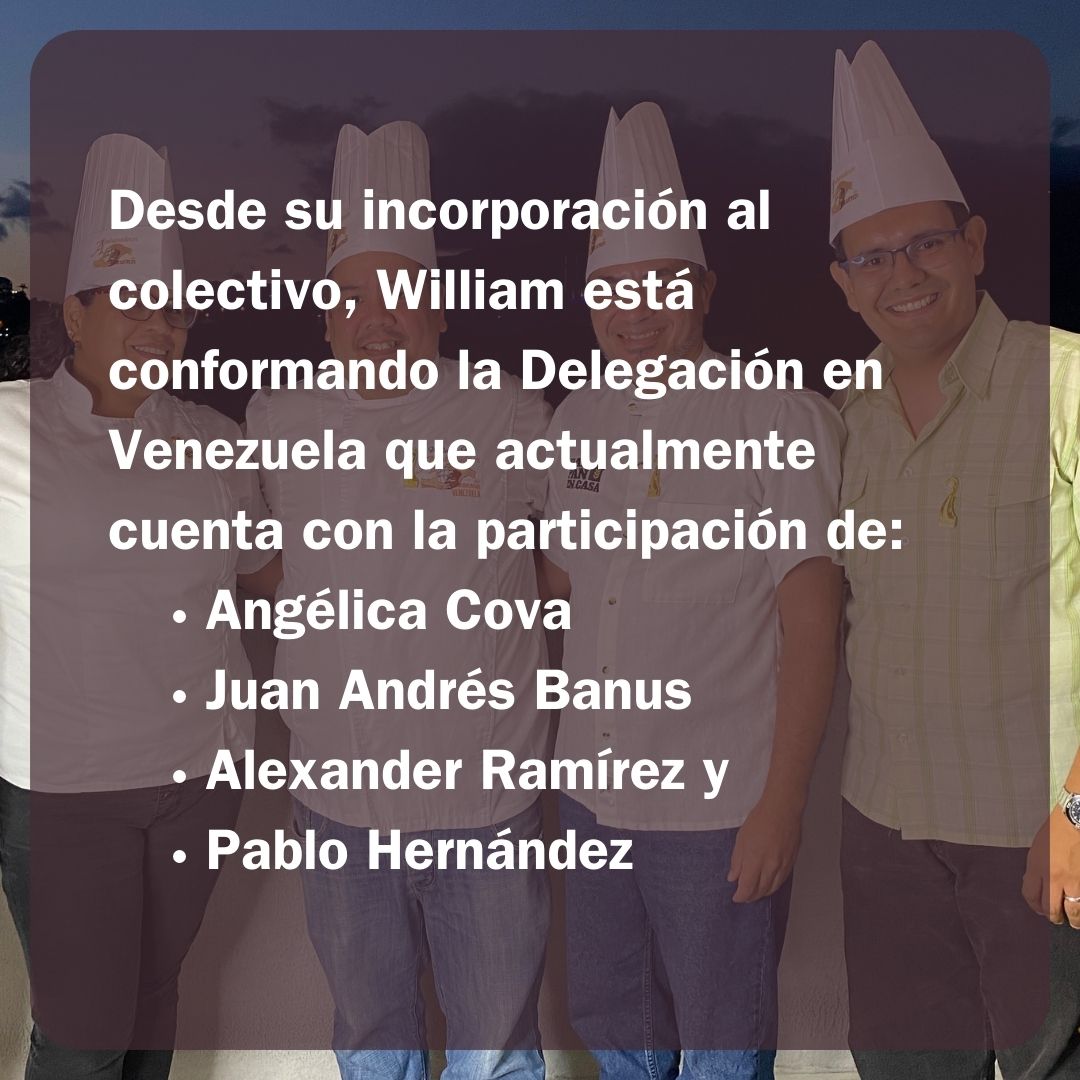 Desde su incorporación al
colectivo, William está
conformando la Delegación en
Venezuela que actualmente
cuenta con la participación de:
• Angélica Cova
• Juan Andrés Banus
• Alexander Ramírez y
• Pablo Hernández